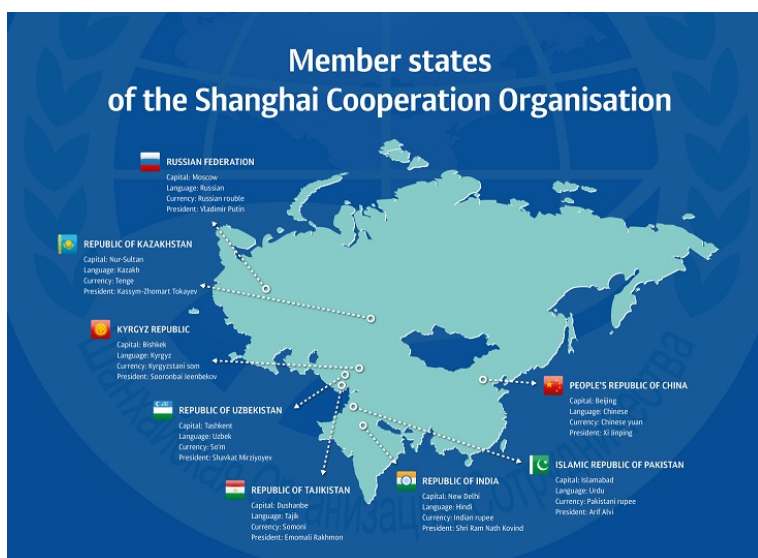 Member states
of the Shanghai Cooperation Organisation
RUSSIAN FEDERATION
Capital: Moscow
Language: Russian
Currency: Russian rouble
President: Vladimir Putin
REPUBLIC OF KAZAKHSTAN
Capital: Nur-Sultan
Language: Kazakh
Currency: Tenge
President: Kassym-Zhomart Tokayev
KYRGYZ REPUBLIC
Capital: Bishkek
Language: Kyrgyz
Currency: Kyrgyzstani som
President: Sooronbai Jeenbekov
REPUBLIC OF UZBEKISTAN
Capital: Tashkent
Language: Uzbek
Currency: So'm
President: Shavkat Mirziyoyev
REPUBLIC OF TAJIKISTAN
Capital: Dushanbe
Language: Tajik
Currency: Somoni
President: Emomali Rakhmon
REPUBLIC OF INDIA
Capital: New Delhi
Language: Hindi
Currency: Indian rupee
President: Shri Ram Nath Kovind
PEOPLE'S REPUBLIC OF CHINA
Capital: Beijing
Language: Chinese
Currency: Chinese yuan
President: Xi Jinping
ISLAMIC REPUBLIC OF PAKISTAN
Capital: Islamabad
Language: Urdu
Currency: Pakistani rupee
President: Arif Alvi